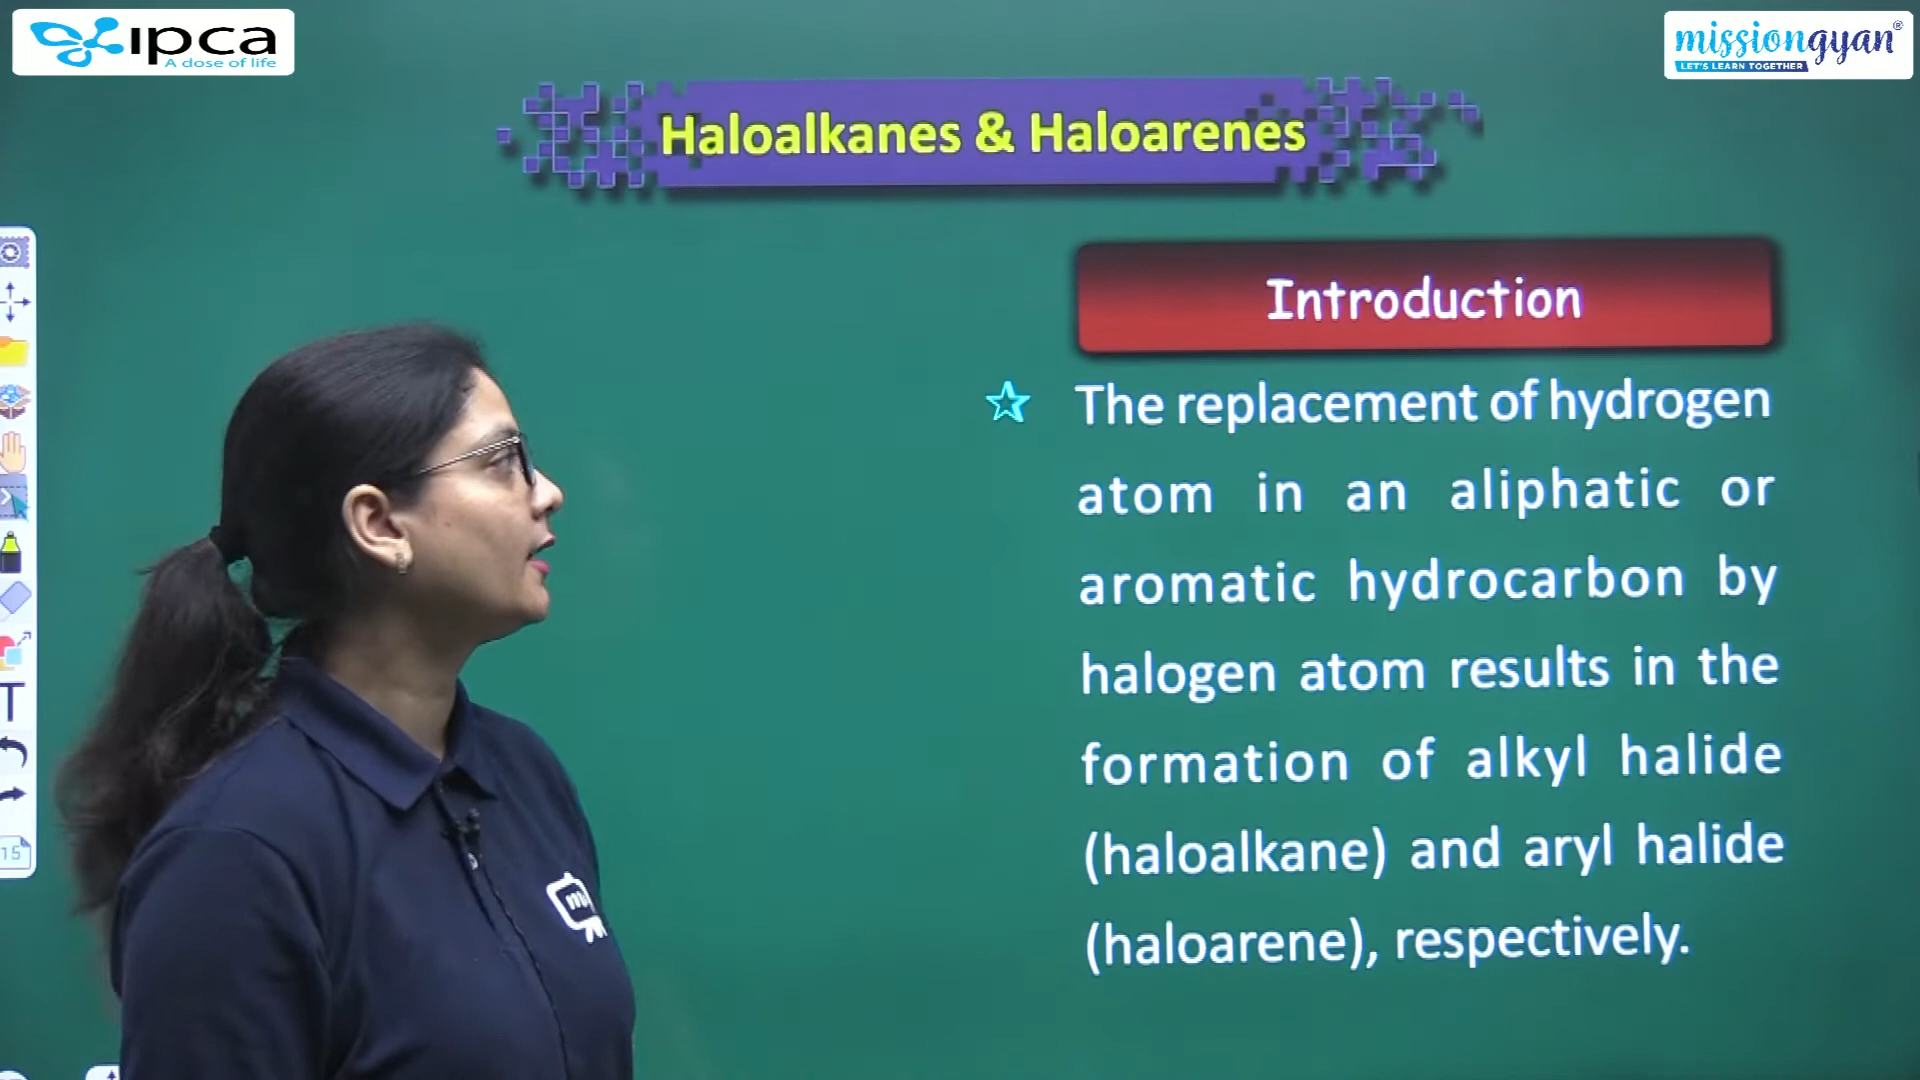 ipca
A dose of life
missiongyan®
LET'S LEARN TOGETHER
Haloalkanes & Haloarenes
Introduction
The replacement of hydrogen
atom in an aliphatic or
aromatic hydrocarbon by
halogen atom results in the
formation of alkyl halide
(haloalkane) and aryl halide
(haloarene), respectively.
T
15